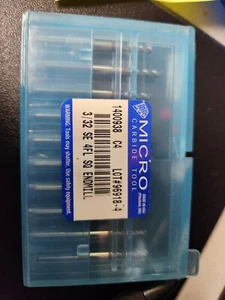 MICRO
CARBIDE TOOL
1400938 C4 LOT#96918-4
3/32 SE 4FL SQ ENDMILL
WARNING: Tools may
shatter. Use safety
equipment.